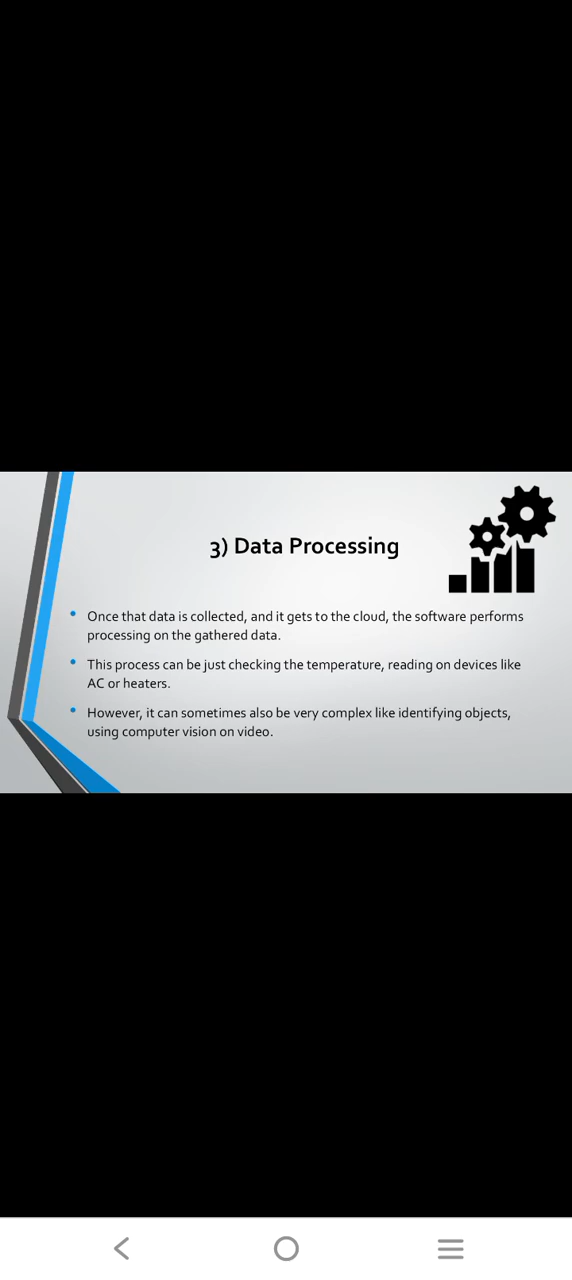 3) Data Processing
• Once that data is collected, and it gets to the cloud, the software performs
processing on the gathered data.
• This process can be just checking the temperature, reading on devices like
AC or heaters.
• However, it can sometimes also be very complex like identifying objects,
using computer vision on video.